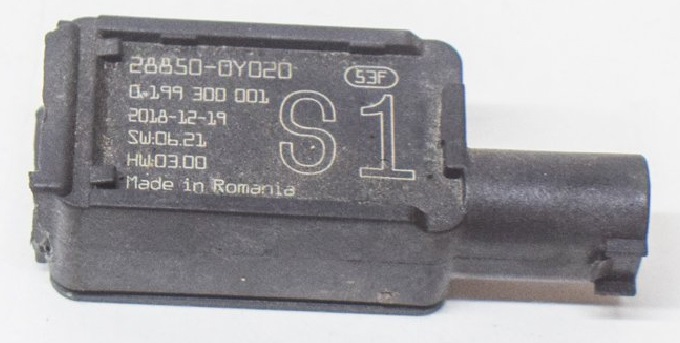 28850-0Y020
53F
0.199 300 001
2018-12-19
SW:06.21
HW:03.00
Made in Romania
S1